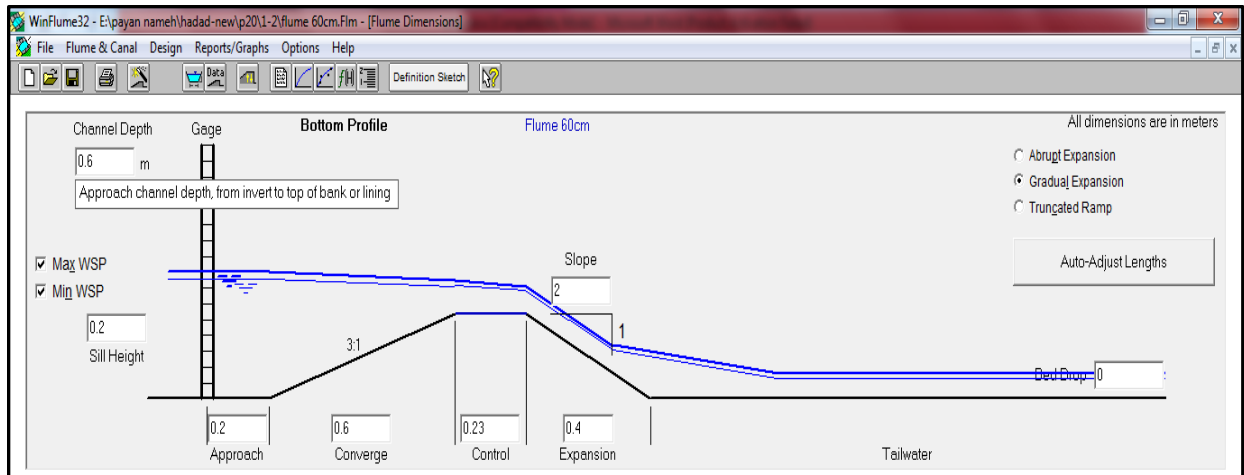 WinFlume32 - E:\payan nameh\hadad-new\p20\1-2\flume 60cm.Flm - [Flume Dimensions]
File Flume & Canal Design Reports/Graphs Options Help
Data fH Definition Sketch
Channel Depth Gage Bottom Profile Flume 60cm All dimensions are in meters
0.6 m
Approach channel depth, from invert to top of bank or lining
Abrupt Expansion
Gradual Expansion
Truncated Ramp
Auto-Adjust Lengths
Max WSP
Min WSP
Slope
2
1
0.2
Sill Height
3:1
Bed Drop 0
0.2 0.6 0.23 0.4
Approach Converge Control Expansion Tailwater